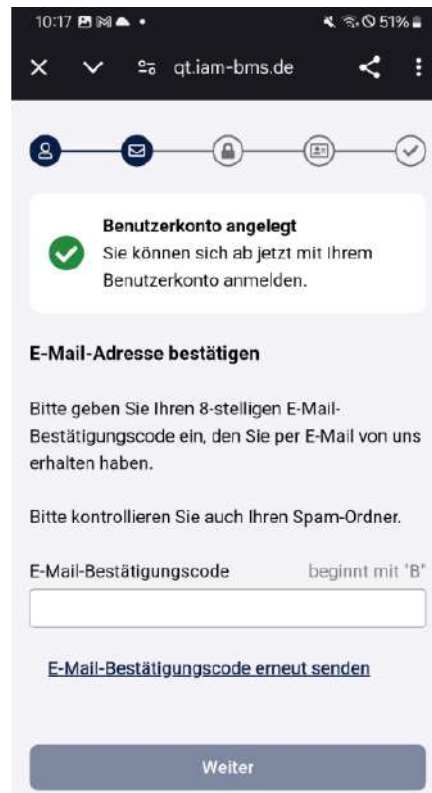 10:17
51%
qt.iam-bms.de
Benutzerkonto angelegt
Sie können sich ab jetzt mit Ihrem
Benutzerkonto anmelden.
E-Mail-Adresse bestätigen
Bitte geben Sie Ihren 8-stelligen E-Mail-
Bestätigungscode ein, den Sie per E-Mail von uns
erhalten haben.
Bitte kontrollieren Sie auch Ihren Spam-Ordner.
E-Mail-Bestätigungscode beginnt mit "B"
E-Mail-Bestätigungscode erneut senden
Weiter